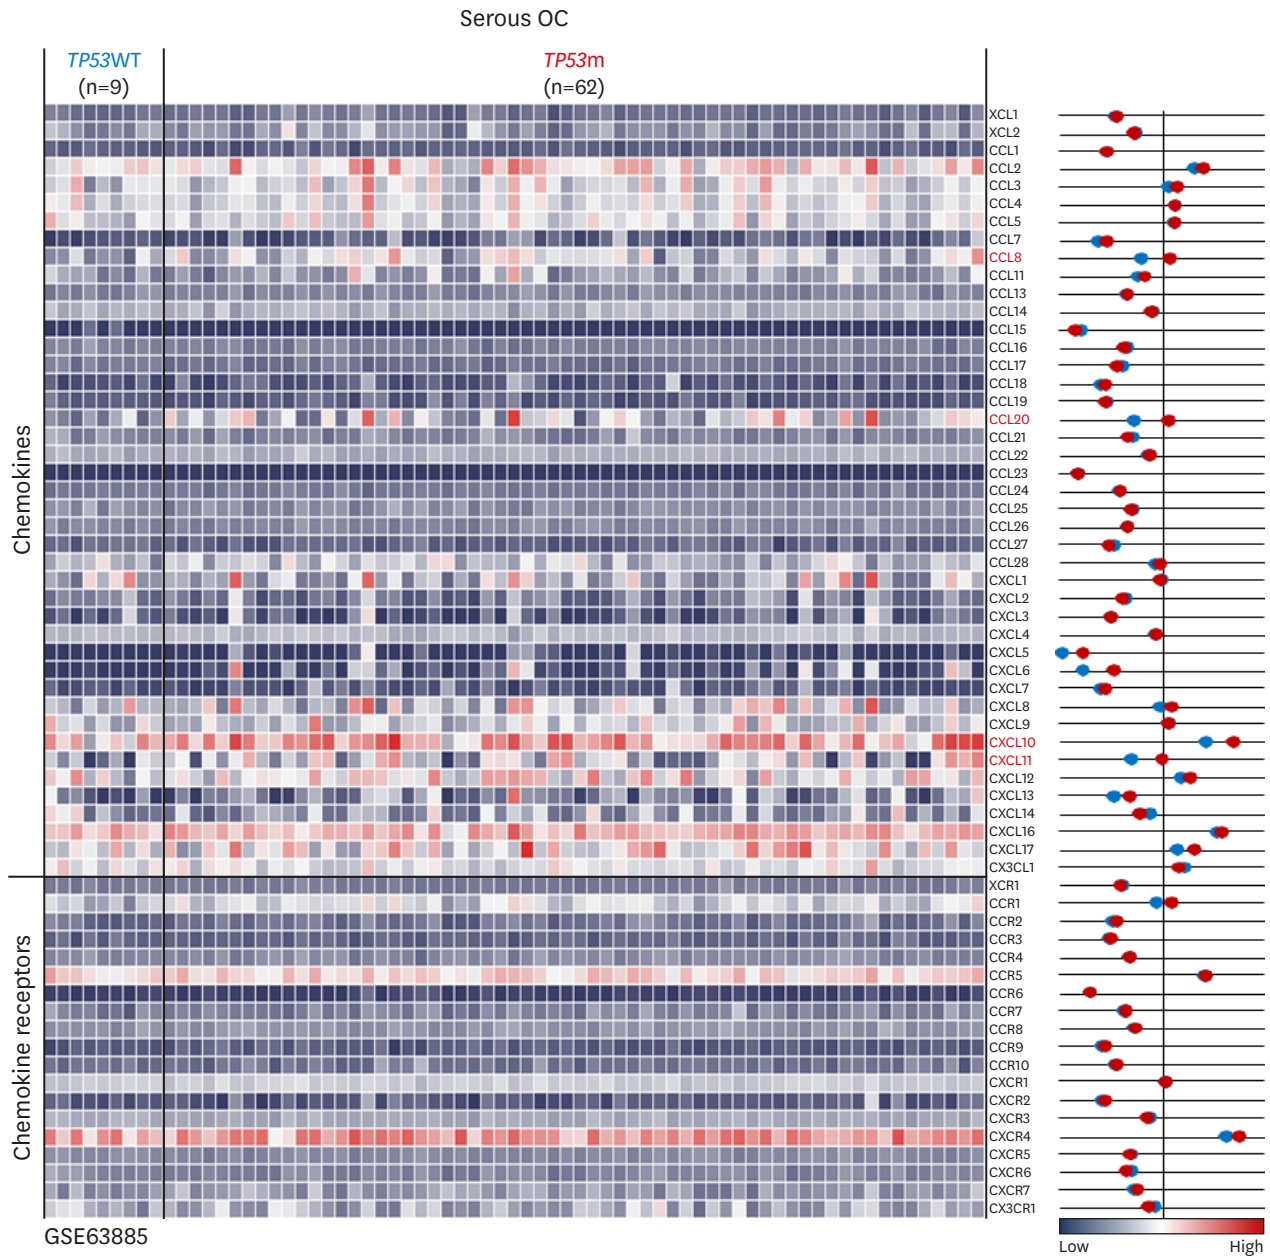 Serous OC
TP53WT
(n=9)
TP53m
(n=62)
Chemokines
XCL1
XCL2
CCL1
CCL2
CCL3
CCL4
CCL5
CCL7
CCL8
CCL11
CCL13
CCL14
CCL15
CCL16
CCL17
CCL18
CCL19
CCL20
CCL21
CCL22
CCL23
CCL24
CCL25
CCL26
CCL27
CCL28
CXCL1
CXCL2
CXCL3
CXCL4
CXCL5
CXCL6
CXCL7
CXCL8
CXCL9
CXCL10
CXCL11
CXCL12
CXCL13
CXCL14
CXCL16
CXCL17
CX3CL1
Chemokine receptors
XCR1
CCR1
CCR2
CCR3
CCR4
CCR5
CCR6
CCR7
CCR8
CCR9
CCR10
CXCR1
CXCR2
CXCR3
CXCR4
CXCR5
CXCR6
CXCR7
CX3CR1
GSE63885
Low High